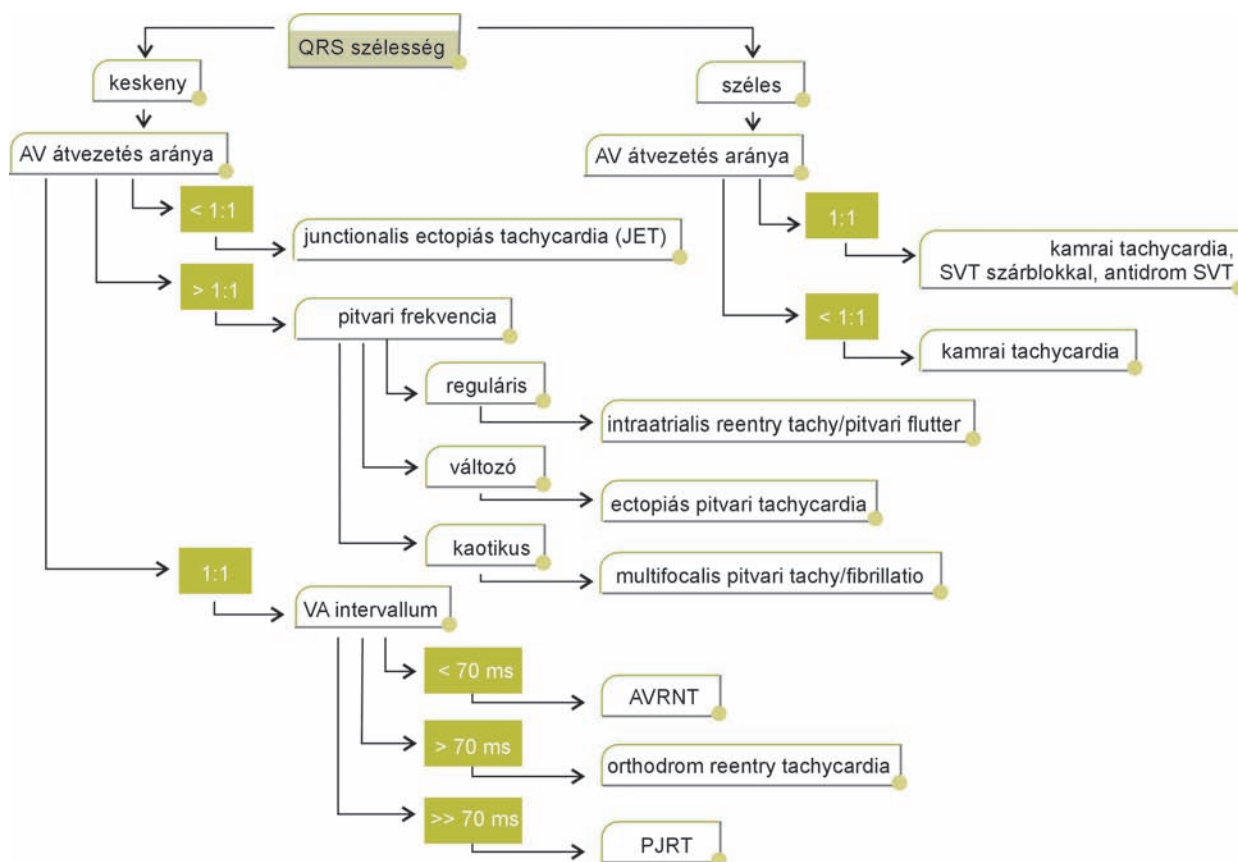 QRS szélesség
keskeny
széles
AV átvezetés aránya
AV átvezetés aránya
< 1:1
1:1
junctionalis ectopiás tachycardia (JET)
kamrai tachycardia,
SVT szárblokkal, antidrom SVT
> 1:1
pitvari frekvencia
< 1:1
kamrai tachycardia
reguláris
intraatrialis reentry tachy/pitvari flutter
változó
ectopiás pitvari tachycardia
kaotikus
multifocalis pitvari tachy/fibrillatio
1:1
VA intervallum
< 70 ms
AVRNT
> 70 ms
orthodrom reentry tachycardia
>> 70 ms
PJRT